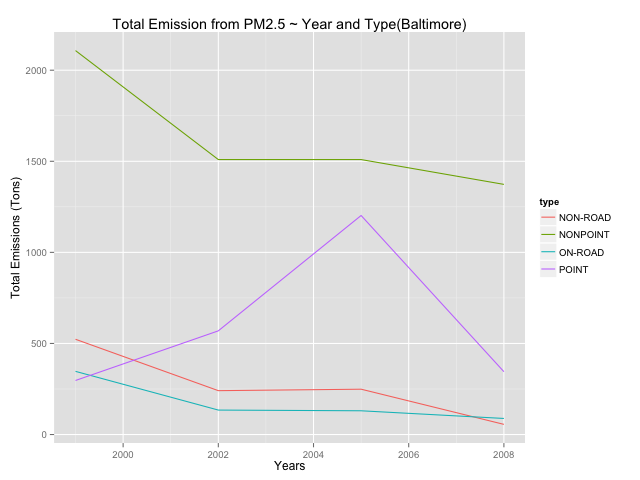 Total Emission from PM2.5 ~ Year and Type(Baltimore)
Total Emissions (Tons)
2000
1500
1000
500
0
2000
2002
2004
2006
2008
Years
type
NON-ROAD
NONPOINT
ON-ROAD
POINT